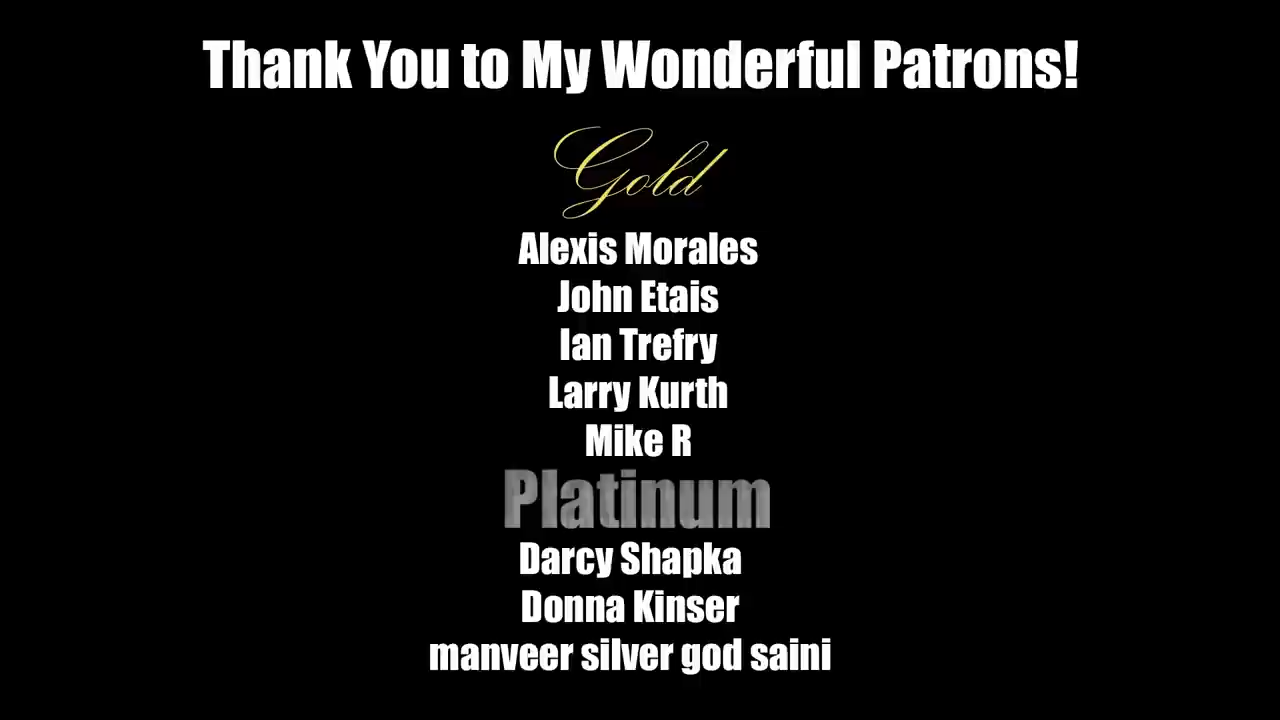 Thank You to My Wonderful Patrons!
Gold
Alexis Morales
John Etais
Ian Trefry
Larry Kurth
Mike R
Platinum
Darcy Shapka
Donna Kinser
manveer silver god saini